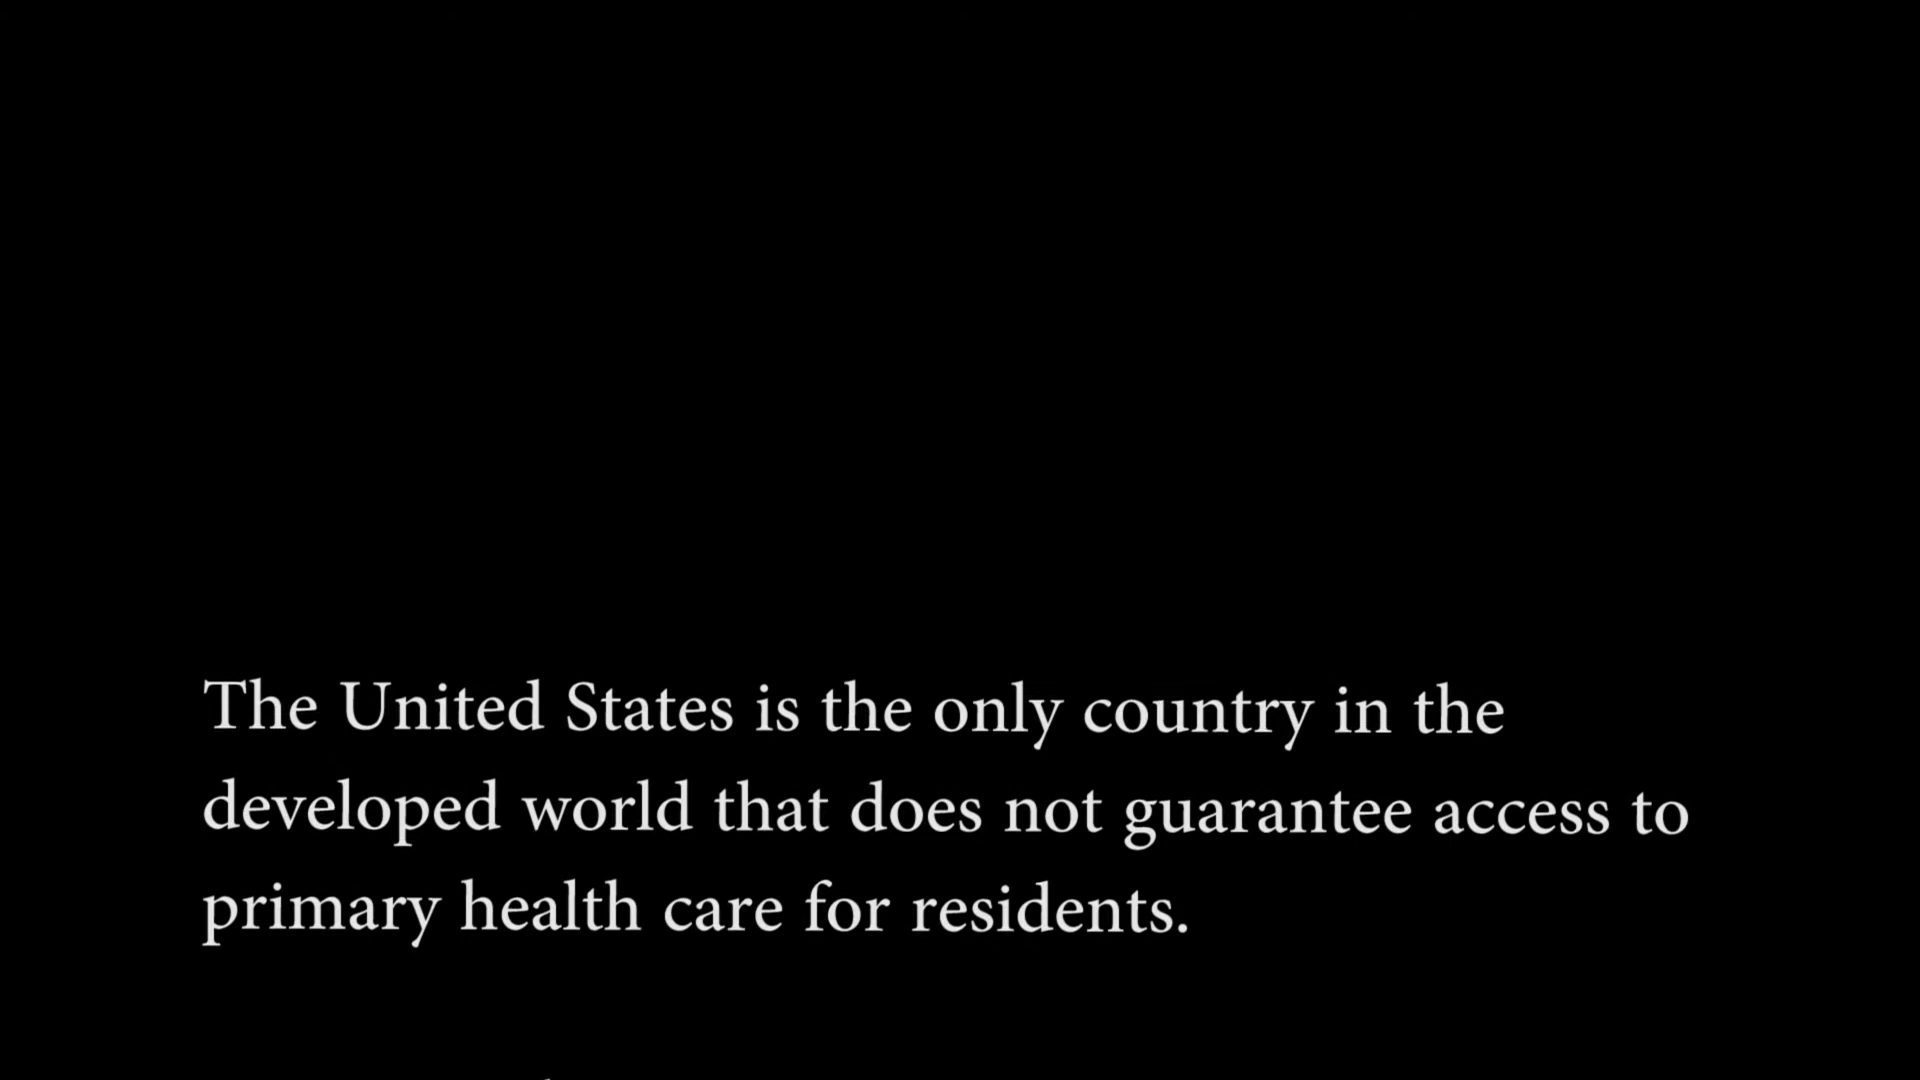 The United States is the only country in the
developed world that does not guarantee access to
primary health care for residents.